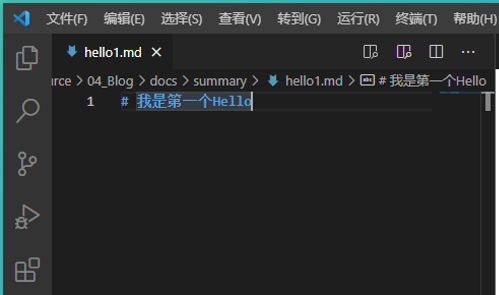 文件(F) 编辑(E) 选择(S) 查看(V) 转到(G) 运行(R) 终端(T) 帮助(H)
hello1.md
urce > 04_Blog > docs > summary > hello1.md > # 我是第一个Hello
1 # 我是第一个Hello